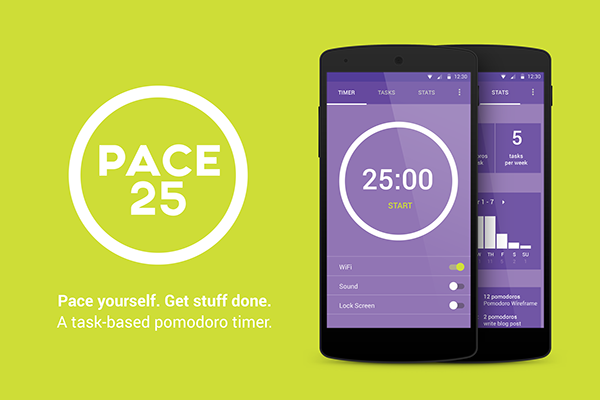 PACE
25
Pace yourself. Get stuff done.
A task-based pomodoro timer.
12:30
TIMER TASKS STATS
25:00
START
WiFi
Sound
Lock Screen
12:30
STATS
5
tasks
per week
1 - 7
W T F S SU
12 pomodoros
Pomodoro Wireframe
2 pomodoros
write blog post